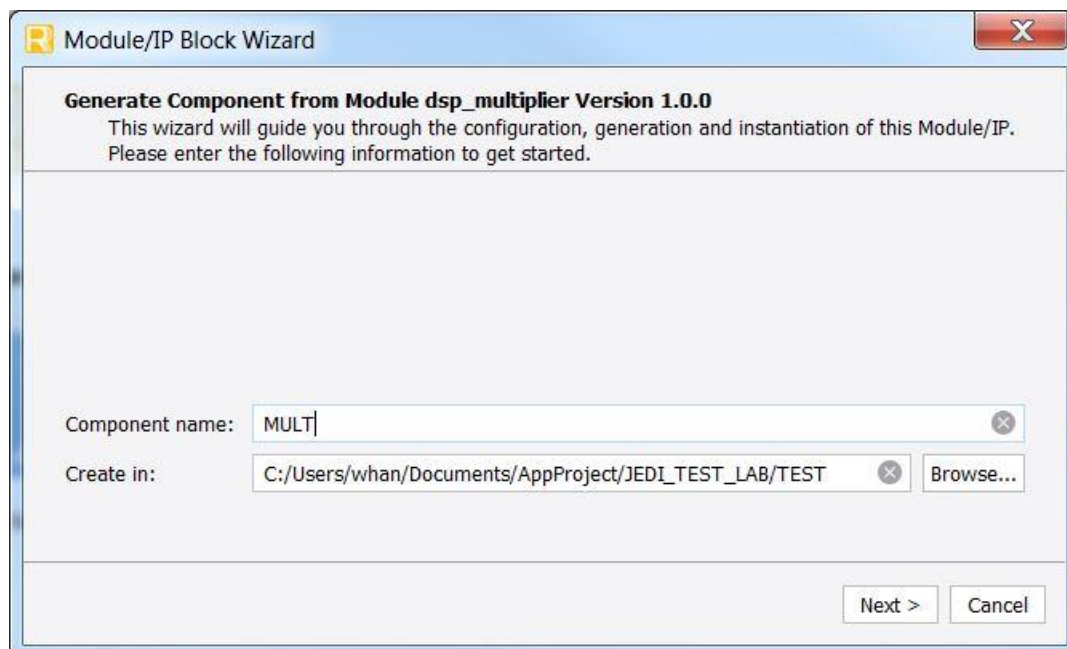 R Module/IP Block Wizard X
Generate Component from Module dsp_multiplier Version 1.0.0
This wizard will guide you through the configuration, generation and instantiation of this Module/IP.
Please enter the following information to get started.
Component name: MULT
Create in: C:/Users/whan/Documents/AppProject/JEDI_TEST_LAB/TEST Browse...
Next > Cancel